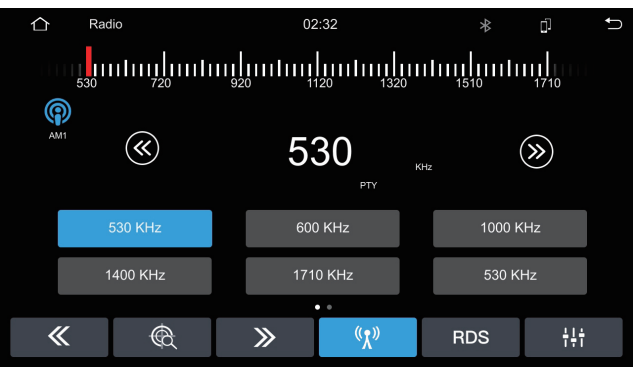 Radio 02:32
530 720 920 1120 1320 1510 1710
AM1
530 KHz
PTY
530 KHz 600 KHz 1000 KHz
1400 KHz 1710 KHz 530 KHz
RDS